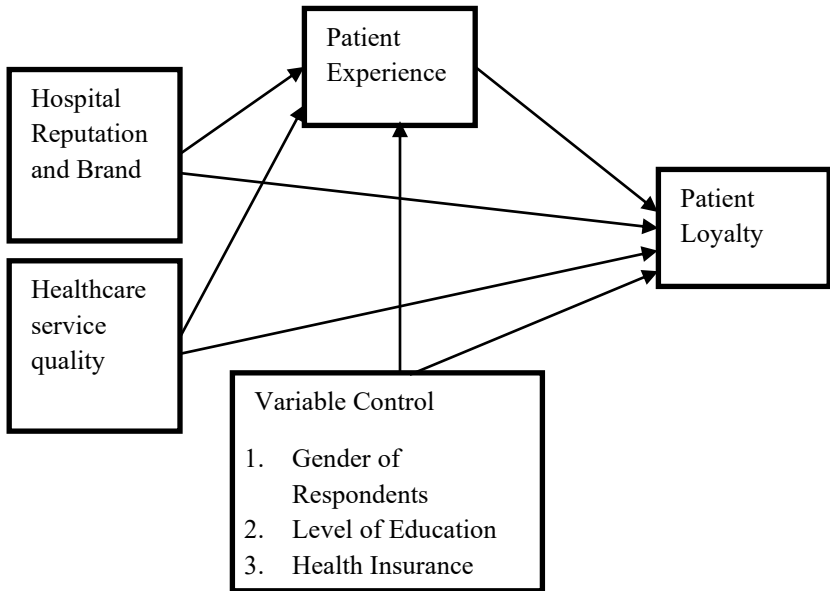 Patient
Experience
Hospital
Reputation
and Brand
Patient
Loyalty
Healthcare
service
quality
Variable Control
1. Gender of
Respondents
2. Level of Education
3. Health Insurance